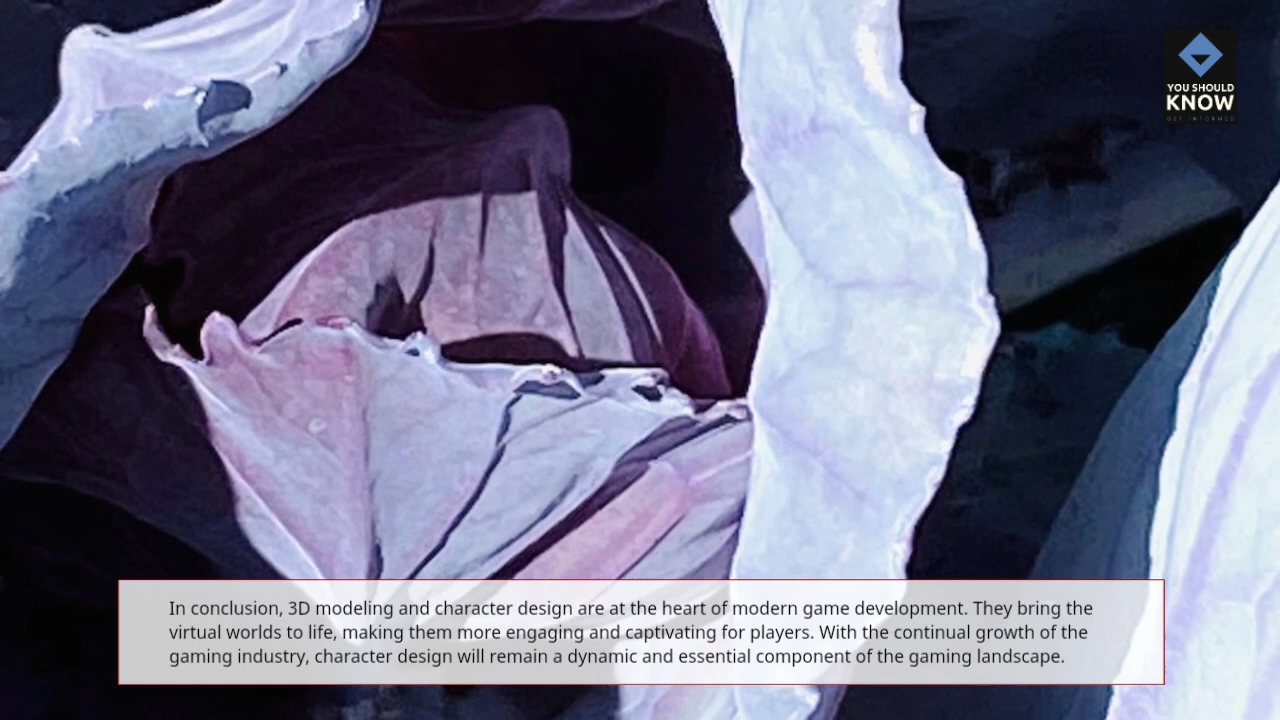 YOU SHOULD
KNOW
GET INFORMED
In conclusion, 3D modeling and character design are at the heart of modern game development. They bring the
virtual worlds to life, making them more engaging and captivating for players. With the continual growth of the
gaming industry, character design will remain a dynamic and essential component of the gaming landscape.